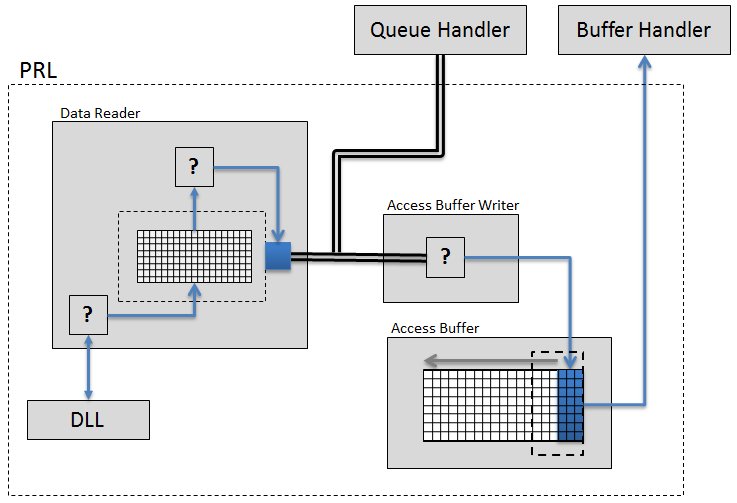 Queue Handler
Buffer Handler
PRL
Data Reader
?
Access Buffer Writer
?
?
Access Buffer
DLL